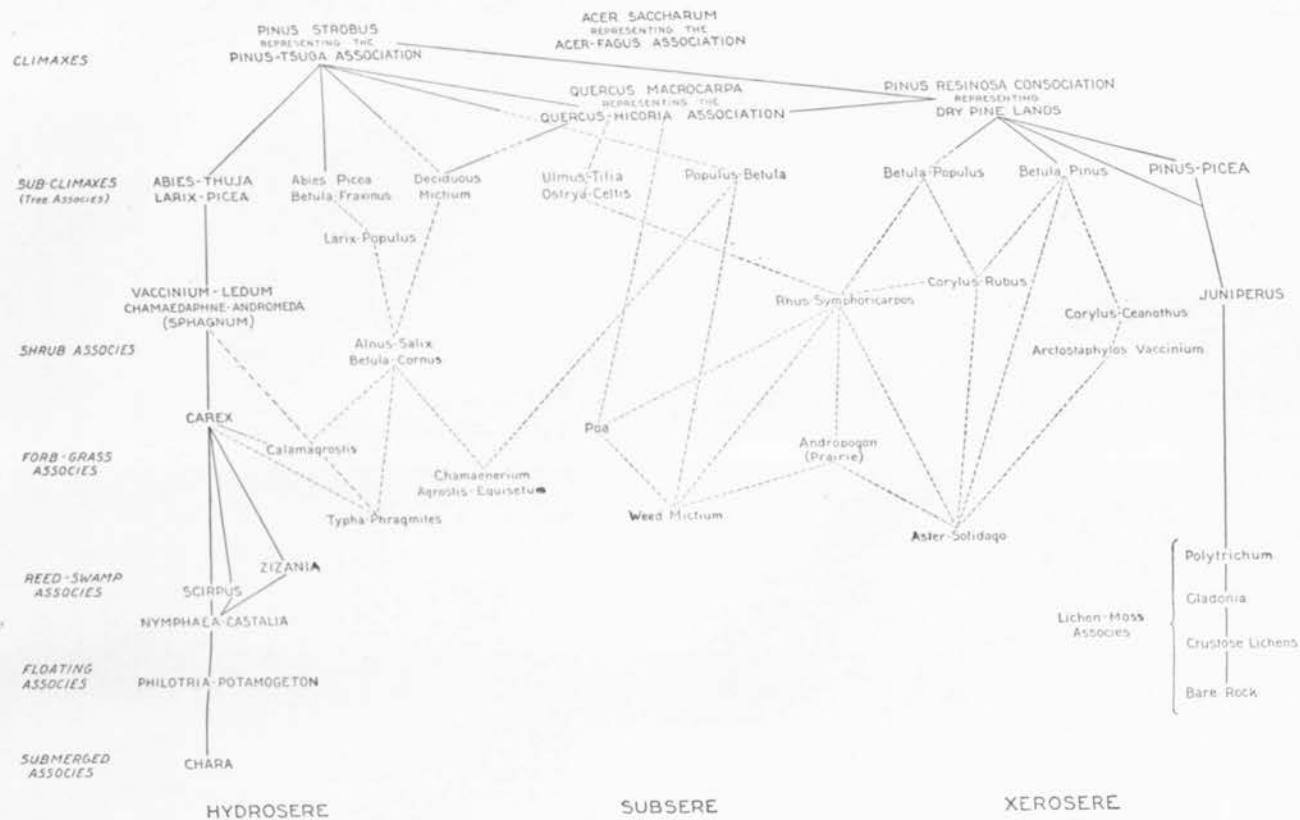 PINUS STROBUS
REPRESENTING THE
PINUS-TSUGA ASSOCIATION
ACER SACCHARUM
REPRESENTING THE
ACER-FAGUS ASSOCIATION
CLIMAXES
QUERCUS MACROCARPA
REPRESENTING THE
QUERCUS-HICORIA ASSOCIATION
PINUS RESINOSA CONSOCIATION
REPRESENTING
DRY PINE LANDS
SUB-CLIMAXES
(Tree Associes)
ABIES-THUJA
LARIX-PICEA
Abies Picea
Betula-Fraxinus
Deciduous
Mictium
Ulmus-Tilia
Ostrya-Celtis
Populus-Betula
Betula-Populus
Betula Pinus
PINUS-PICEA
Larix-Populus
VACCINIUM-LEDUM
CHAMAEDAPHNE-ANDROMEDA
(SPHAGNUM)
Rhus-Symphoricarpos
Corylus-Rubus
JUNIPERUS
Corylus-Ceanothus
SHRUB ASSOCIES
Alnus-Salix
Betula-Cornus
Arctostaphylos Vaccinium
CAREX
Poa
FORB-GRASS
ASSOCIES
Calamagrostis
Andropogon
(Prairie)
Chamaenerium
Agrostis-Equisetum
Typha-Phragmites
Weed Mictium
Aster-Solidago
REED-SWAMP
ASSOCIES
ZIZANIA
SCIRPUS
NYMPHAEA-CASTALIA
Lichen-Moss
Associes
Polytrichum
Cladonia
Crustose Lichens
Bare Rock
FLOATING
ASSOCIES
PHILOTRIA-POTAMOGETON
SUBMERGED
ASSOCIES
CHARA
HYDROSERE
SUBSERE
XEROSERE